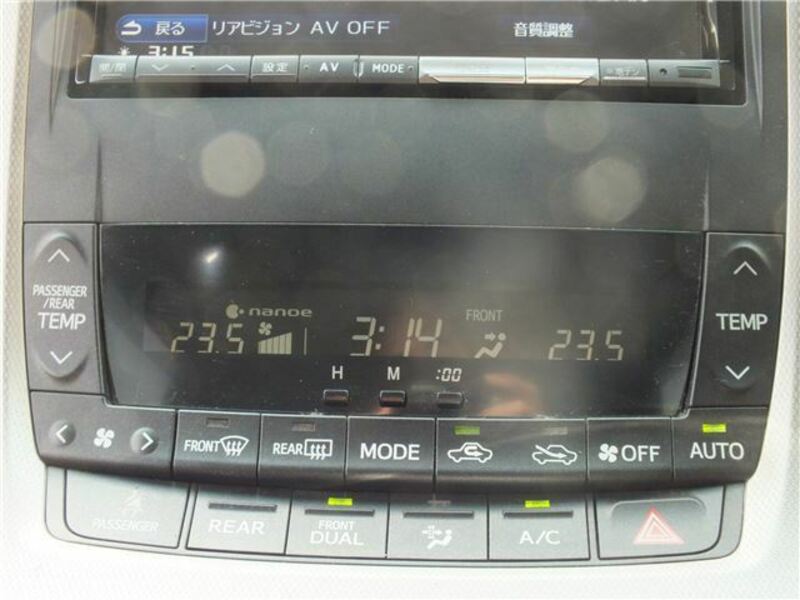 戻る リアビジョン AV OFF 音質調整
3:15
開/閉 設定 AV MODE
PASSENGER
/REAR
TEMP
nanoe
23.5 3:14 FRONT 23.5
TEMP
H M :00
FRONT REAR MODE OFF AUTO
PASSENGER REAR FRONT
DUAL A/C